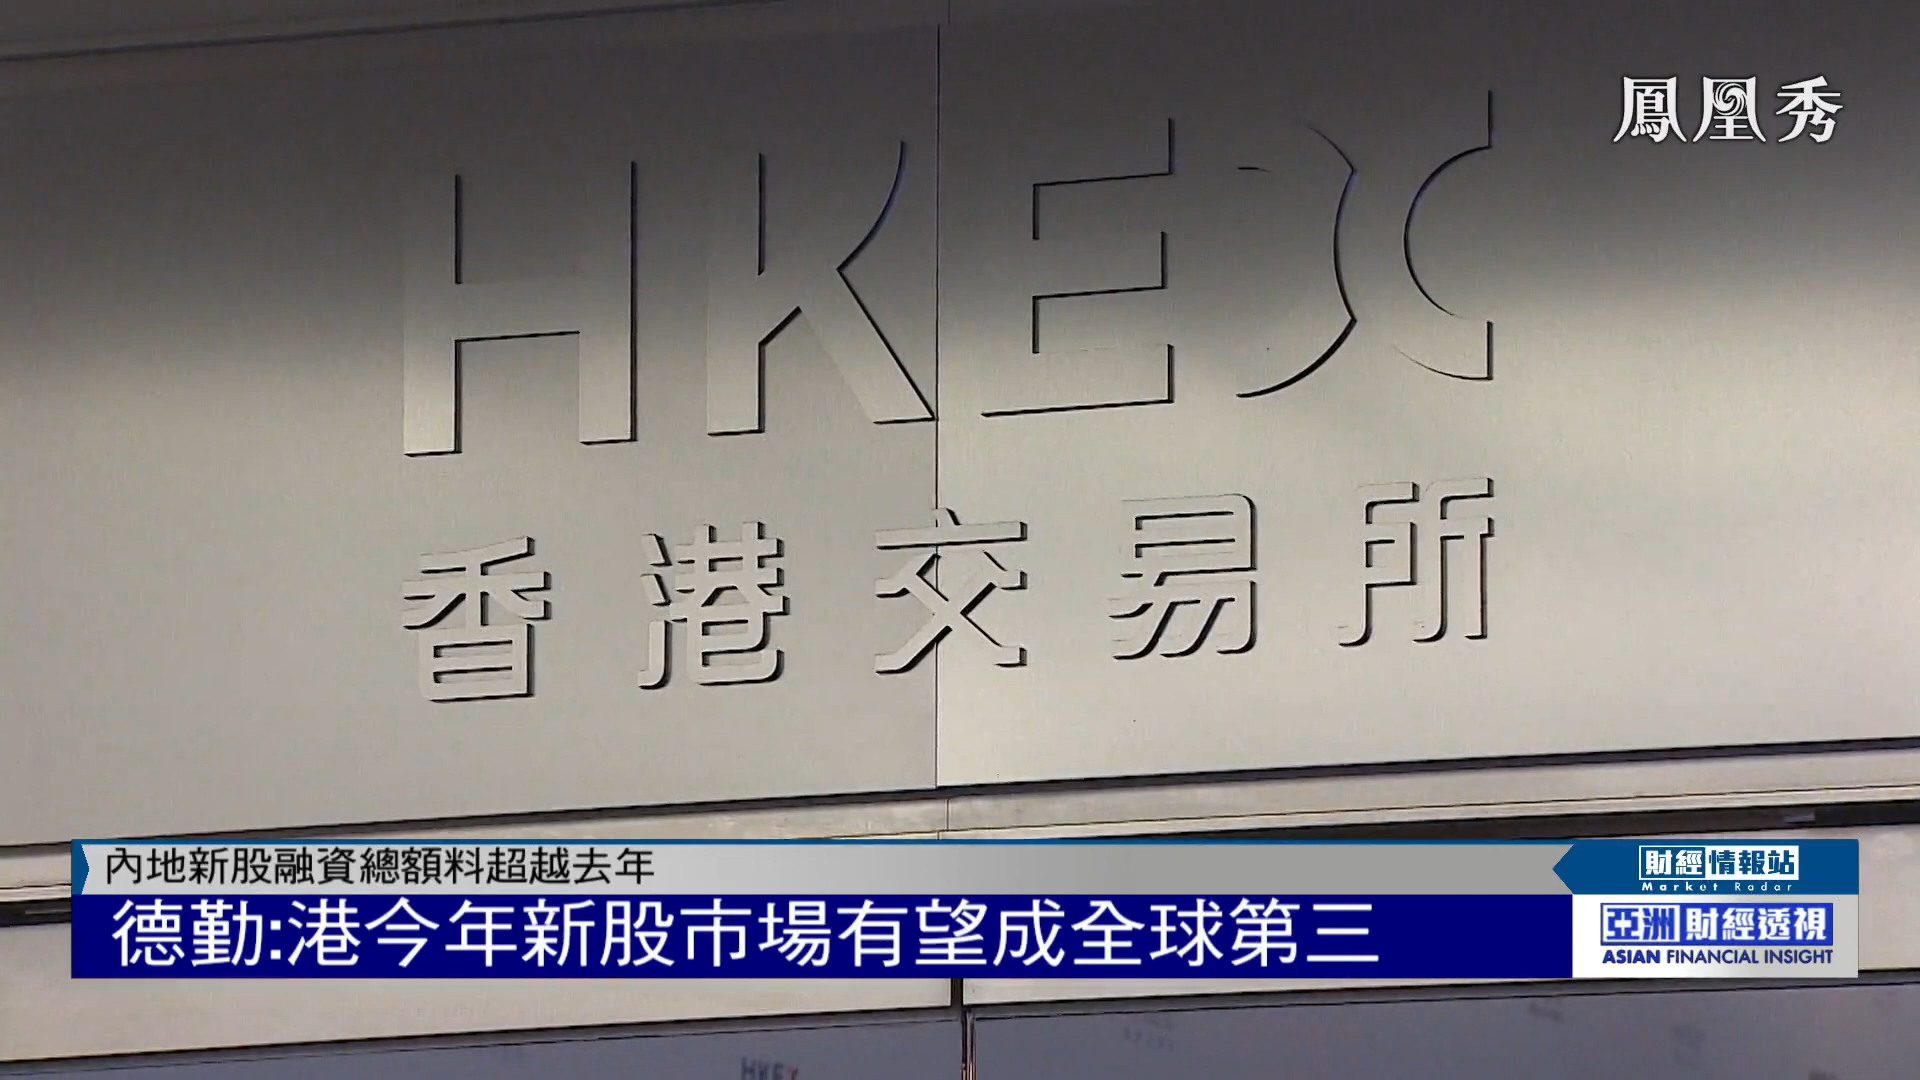 鳳凰秀
HKEX
香港交易所
內地新股融資總額料超越去年
財經情報站
Market Radar
德勤:港今年新股市場有望成全球第三
亞洲財經透視
ASIAN FINANCIAL INSIGHT
HKEX